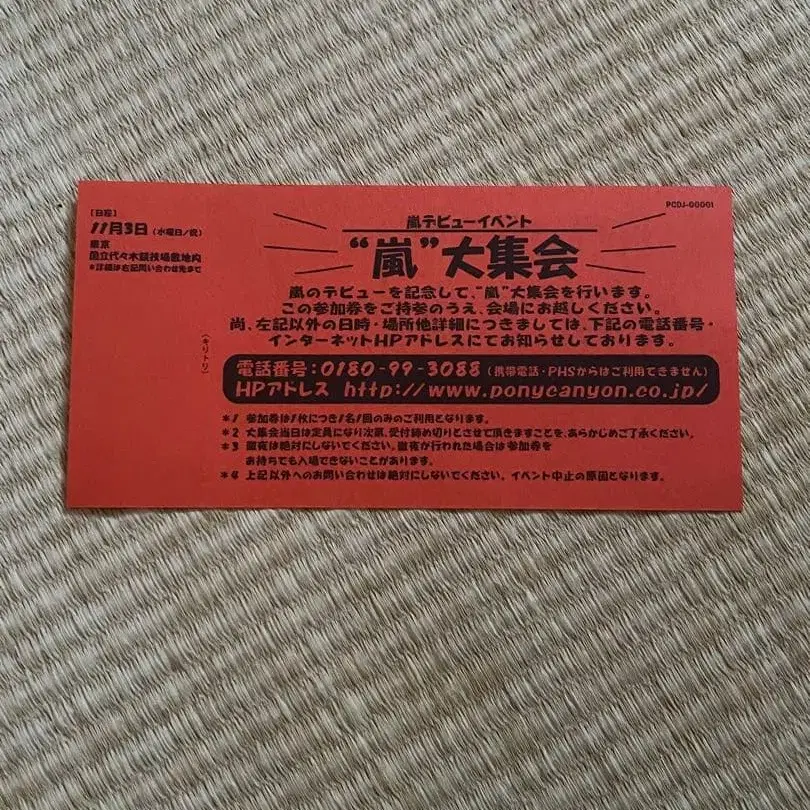 【日程】
11月3日（水曜日／祝）
東京
国立代々木競技場敷地内
*詳細は右記問い合わせ先まで
（キリトリ）
PCDJ-00001
嵐デビューイベント
“嵐”大集会
嵐のデビューを記念して、“嵐”大集会を行います。
この参加券をご持参のうえ、会場にお越しください。
尚、左記以外の日時・場所他詳細につきましては、下記の電話番号・
インターネットHPアドレスにてお知らせしております。
電話番号：0180-99-3088（携帯電話・PHSからはご利用できません）
HPアドレス http://www.ponycanyon.co.jp/
*1 参加券は1枚につき1名1回のみのご利用となります。
*2 大集会当日は定員になり次第、受付締め切りとさせて頂きますことを、あらかじめご了承ください。
*3 徹夜は絶対にしないでください。徹夜が行われた場合は参加券を
お持ちでも入場できないことがあります。
*4 上記以外へのお問い合わせは絶対にしないでください。イベント中止の原因となります。